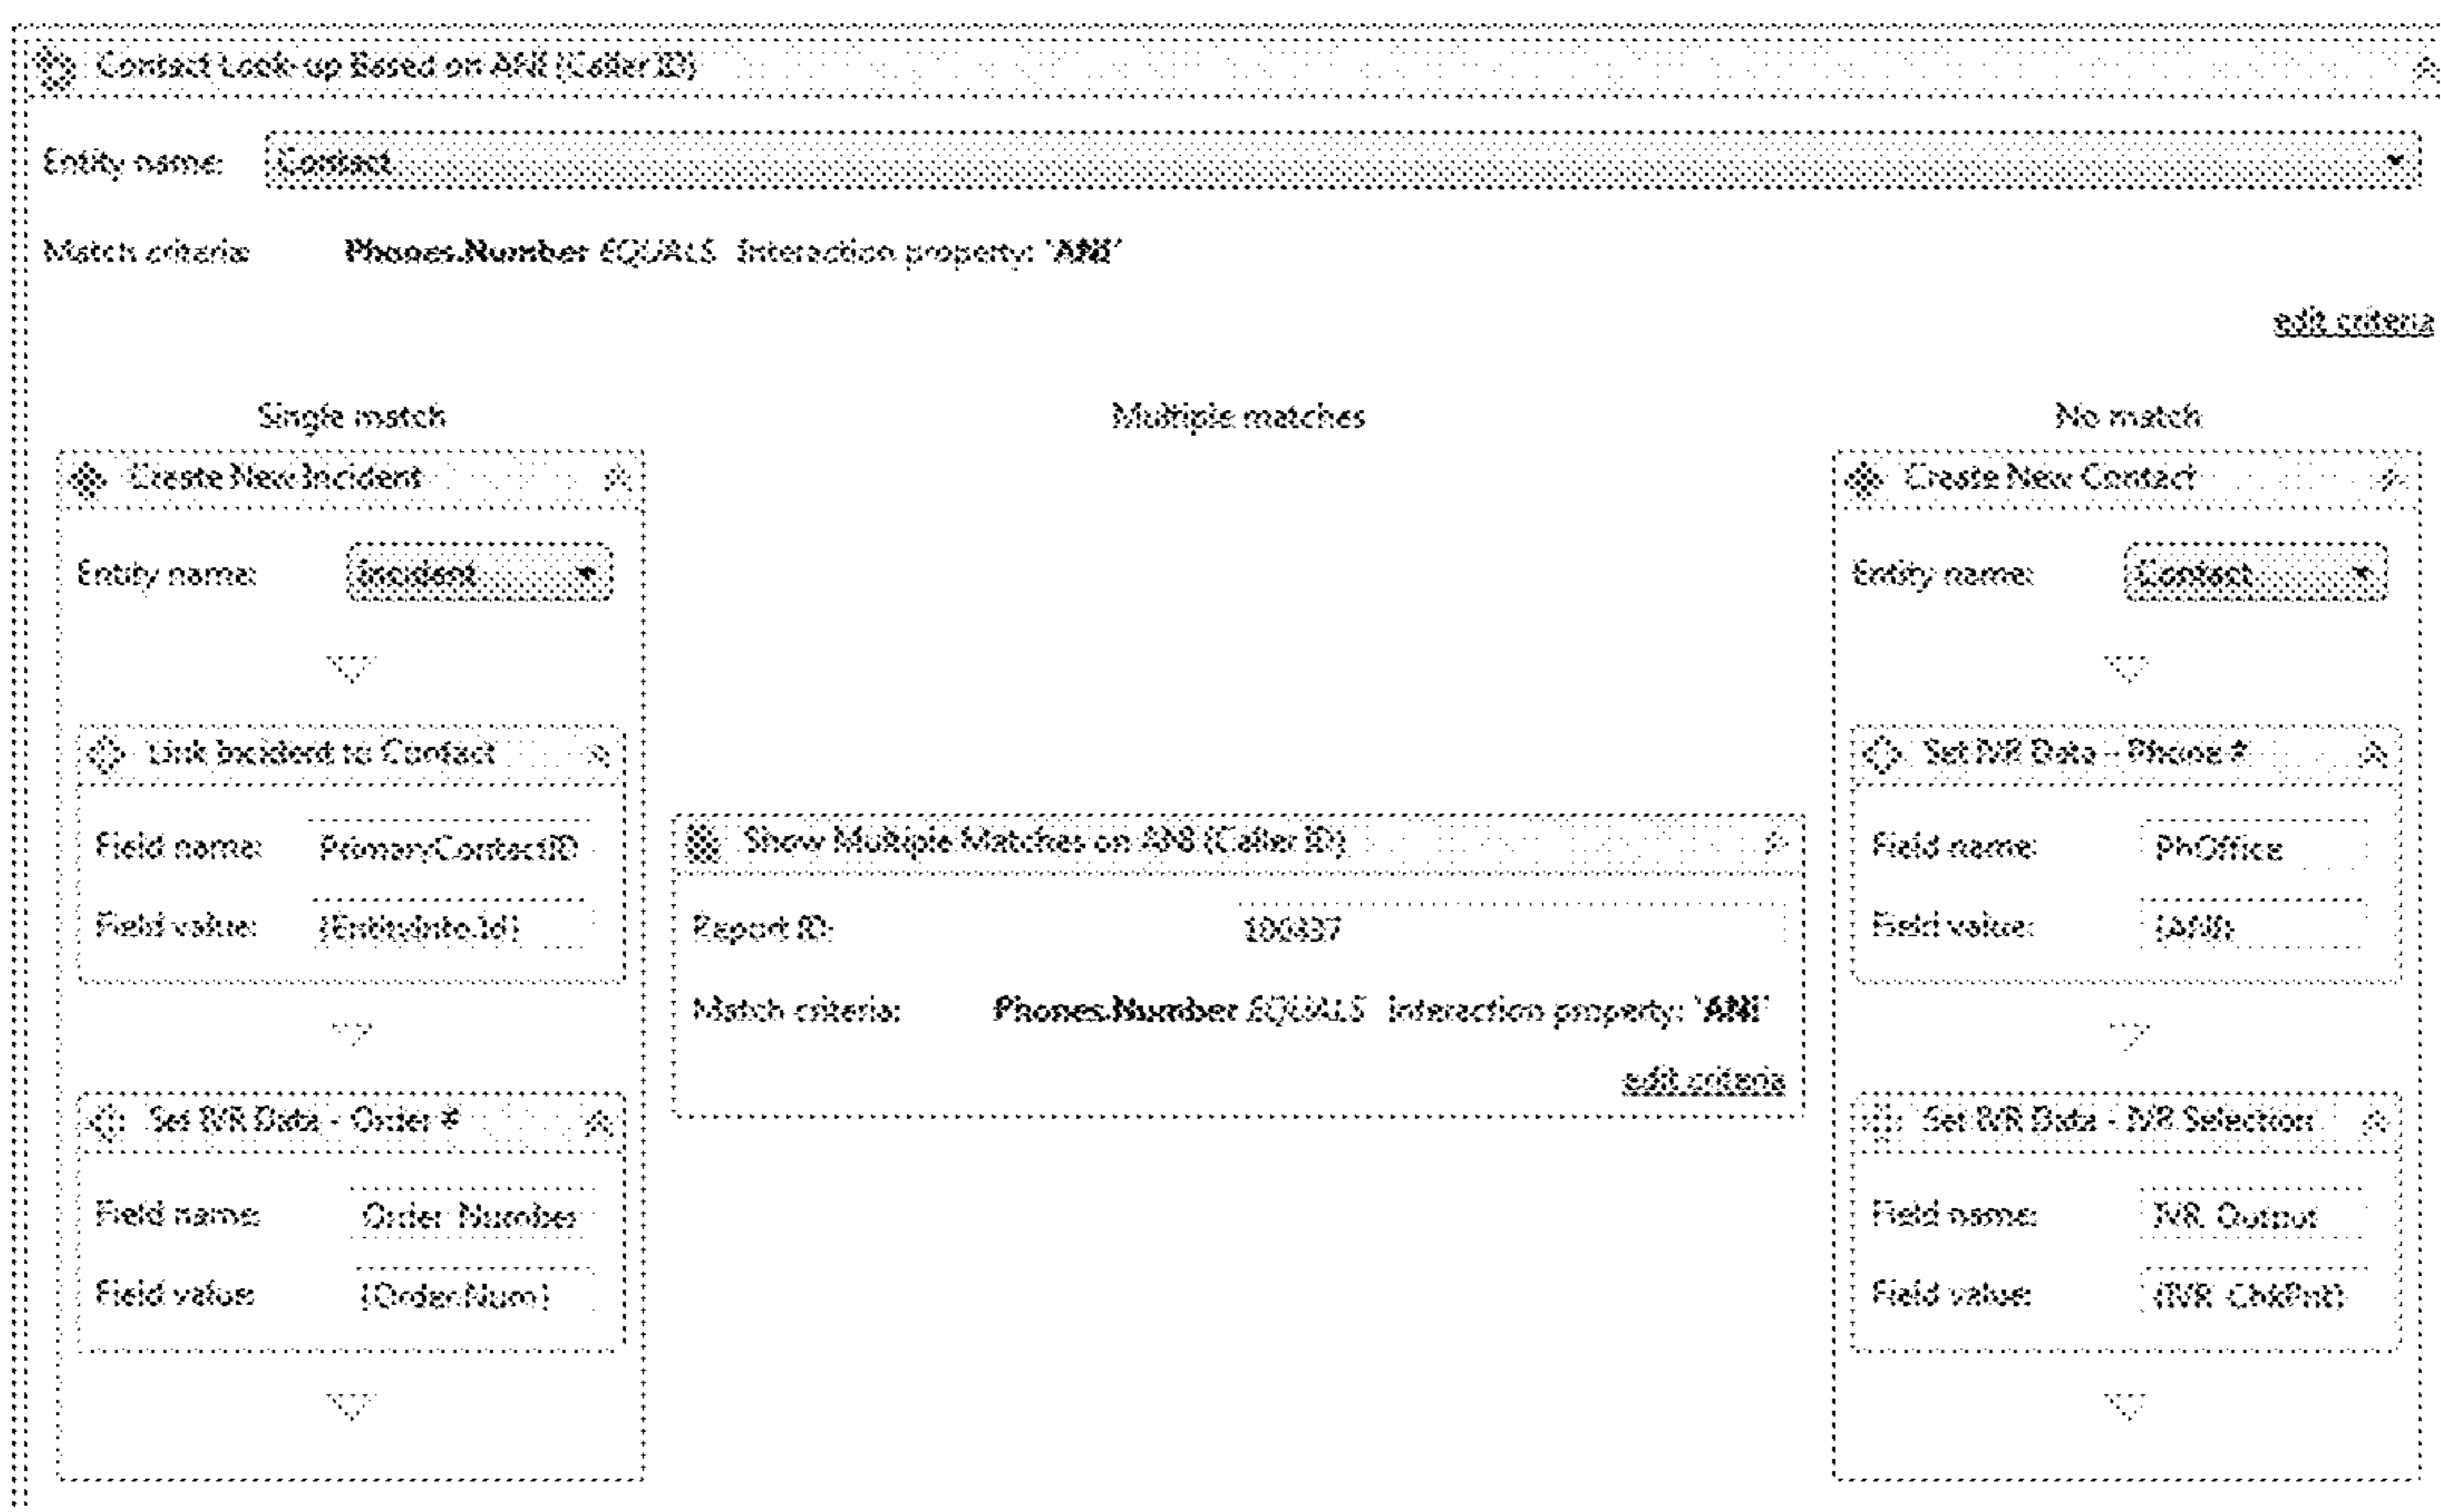 Contact Look-up Based on ANI (Caller ID)
Entity name: Contact
Match criteria: Phones.Number EQUALS Interaction property: 'ANI'
edit criteria
Single match
Create New Incident
Entity name: Incident
Link Incident to Contact
Field name: PrimaryContactID
Field value: {EntityInfo.Id}
Set IVR Data - Order #
Field name: Order Number
Field value: {Order Num}
Multiple matches
Show Multiple Matches on ANI (Caller ID)
Report ID:
Match criteria: Phones.Number EQUALS Interaction property: 'ANI'
edit criteria
No match
Create New Contact
Entity name: Contact
Set IVR Data - Phone #
Field name: PhOffice
Field value: {ANI}
Set IVR Data - IVR Selection
Field name: IVR Output
Field value: {IVR ChkPnt}